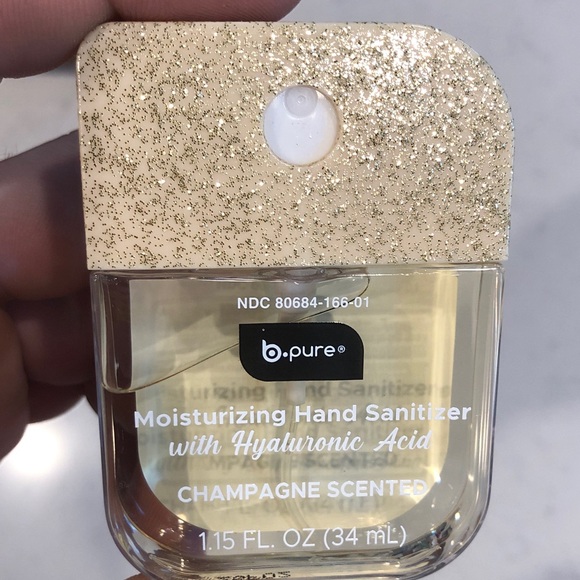 NDC 80684-166-01
b.pure®
Moisturizing Hand Sanitizer
with Hyaluronic Acid
CHAMPAGNE SCENTED
1.15 FL. OZ (34 mL)